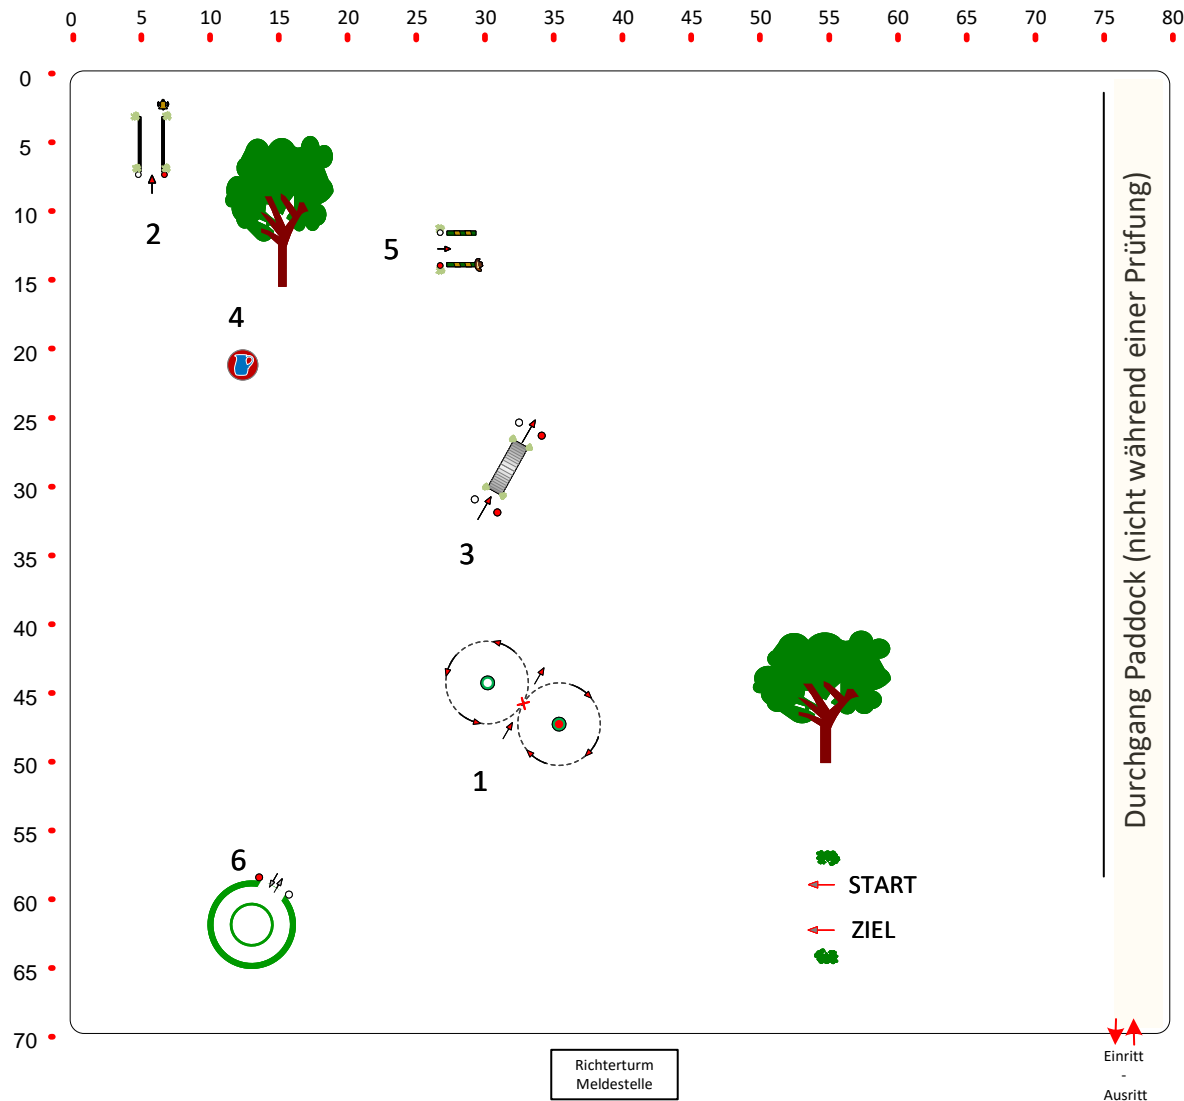 0 5 10 15 20 25 30 35 40 45 50 55 60 65 70 75 80
0
5
10
15
20
25
30
35
40
45
50
55
60
65
70
2
5
4
3
1
6
START
ZIEL
Durchgang Paddock (nicht während einer Prüfung)
Richterturm
Meldestelle
Einritt
-
Ausritt